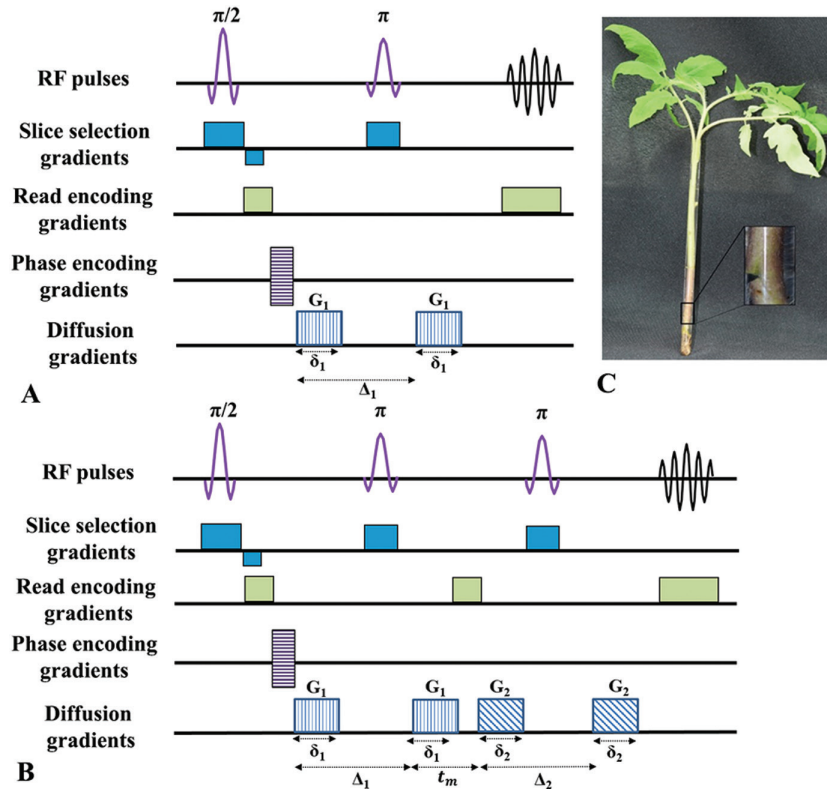 π/2 π
RF pulses
Slice selection
gradients
Read encoding
gradients
Phase encoding
gradients
G₁ G₁
Diffusion
gradients
δ₁ δ₁
Δ₁
A
C
π/2 π π
RF pulses
Slice selection
gradients
Read encoding
gradients
Phase encoding
gradients
G₁ G₁ G₂ G₂
Diffusion
gradients
δ₁ δ₁ δ₂ δ₂
Δ₁ tₘ Δ₂
B